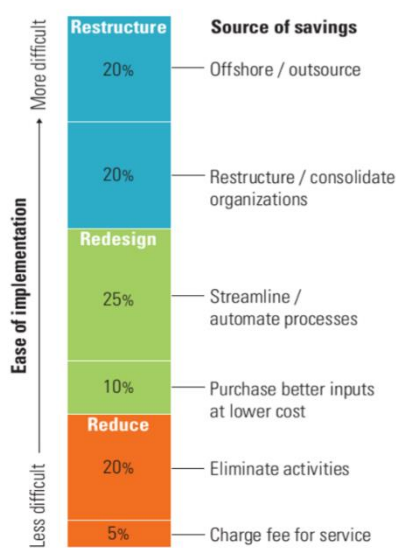 Restructure
Source of savings
More difficult
20%
Offshore / outsource
20%
Restructure / consolidate
organizations
Redesign
Ease of implementation
25%
Streamline /
automate processes
10%
Purchase better inputs
at lower cost
Reduce
20%
Eliminate activities
Less difficult
5%
Charge fee for service